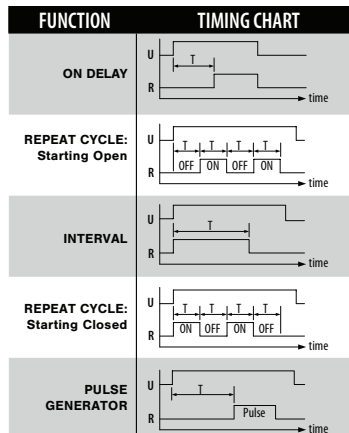 FUNCTION TIMING CHART
ON DELAY
U
T
R
time
REPEAT CYCLE:
Starting Open
U
T T T T
OFF ON OFF ON
R
time
INTERVAL
U
T
R
time
REPEAT CYCLE:
Starting Closed
U
T T T T
ON OFF ON OFF
R
time
PULSE
GENERATOR
U
T
R
Pulse
time